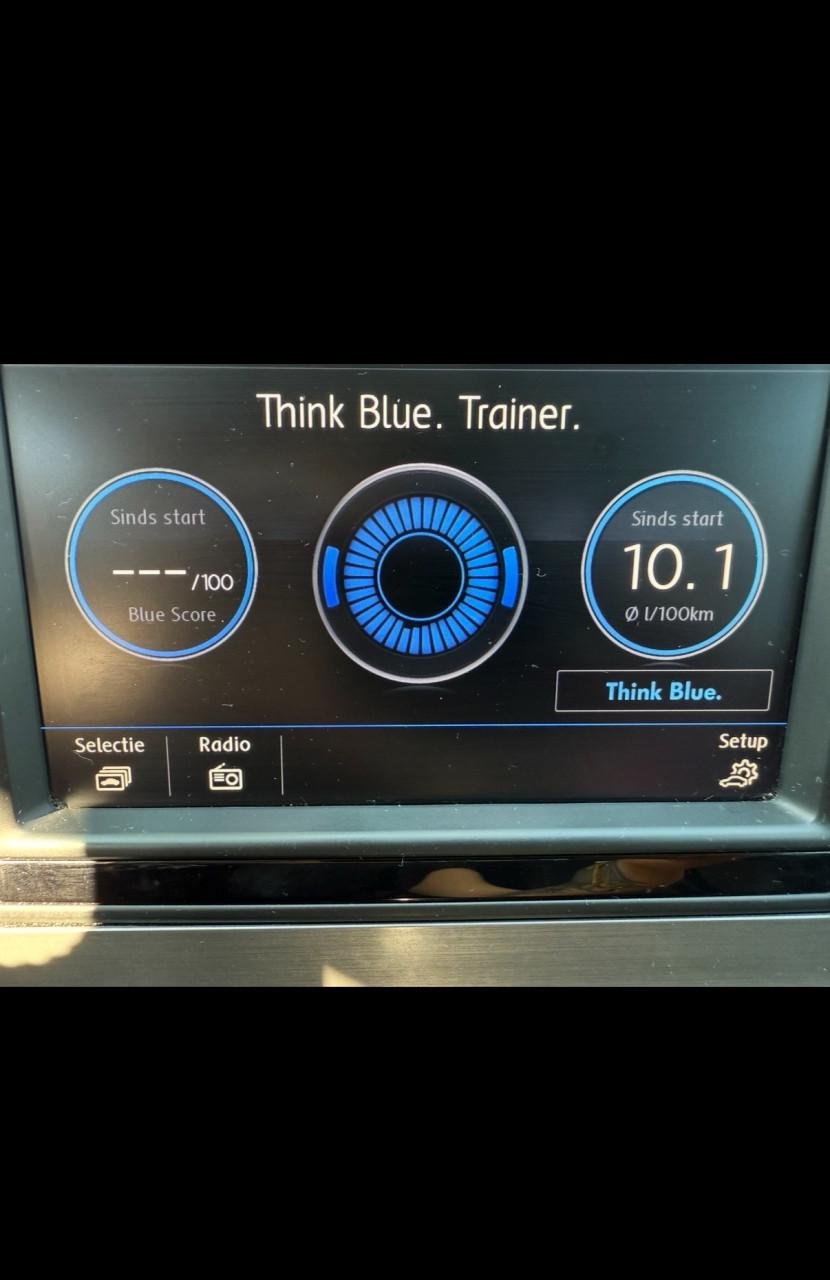 Think Blue. Trainer.
Sinds start
---/100
Blue Score
Sinds start
10.1
Ø l/100km
Think Blue.
Selectie
Radio
Setup